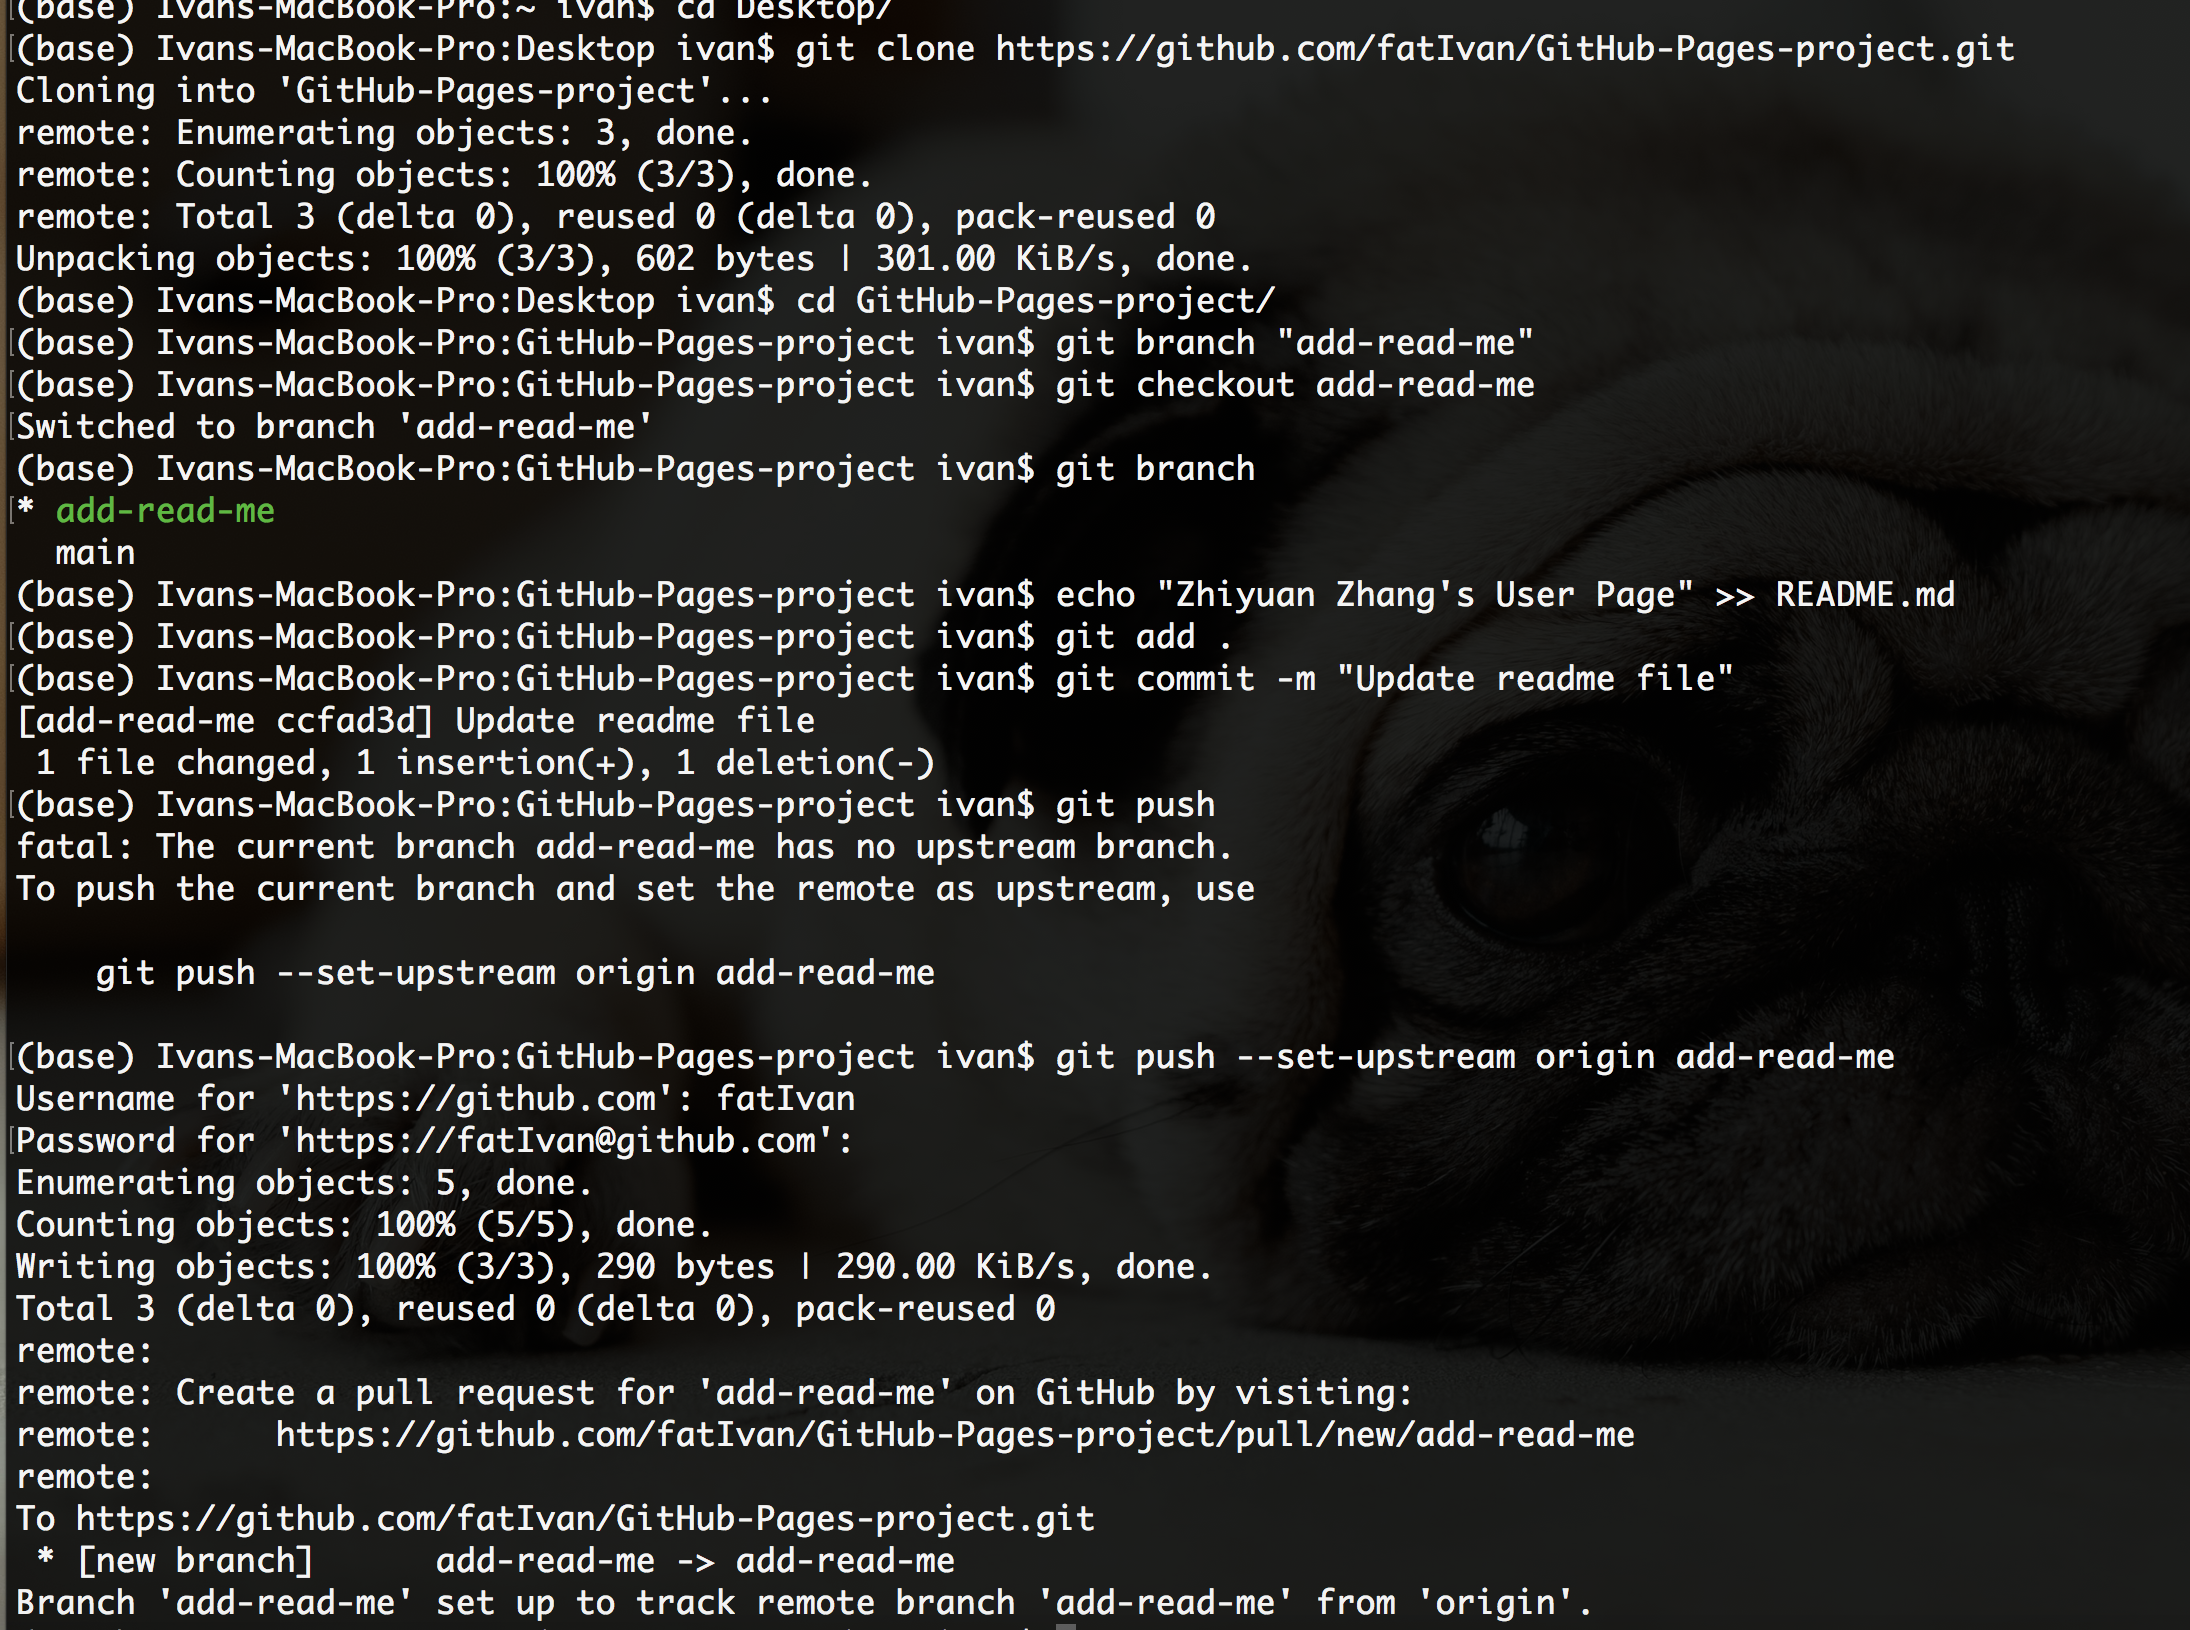 (base) Ivans-MacBook-Pro:~ ivan$ cd Desktop/
(base) Ivans-MacBook-Pro:Desktop ivan$ git clone https://github.com/fatIvan/GitHub-Pages-project.git
Cloning into 'GitHub-Pages-project'...
remote: Enumerating objects: 3, done.
remote: Counting objects: 100% (3/3), done.
remote: Total 3 (delta 0), reused 0 (delta 0), pack-reused 0
Unpacking objects: 100% (3/3), 602 bytes | 301.00 KiB/s, done.
(base) Ivans-MacBook-Pro:Desktop ivan$ cd GitHub-Pages-project/
(base) Ivans-MacBook-Pro:GitHub-Pages-project ivan$ git branch "add-read-me"
(base) Ivans-MacBook-Pro:GitHub-Pages-project ivan$ git checkout add-read-me
Switched to branch 'add-read-me'
(base) Ivans-MacBook-Pro:GitHub-Pages-project ivan$ git branch
* add-read-me
  main
(base) Ivans-MacBook-Pro:GitHub-Pages-project ivan$ echo "Zhiyuan Zhang's User Page" >> README.md
(base) Ivans-MacBook-Pro:GitHub-Pages-project ivan$ git add .
(base) Ivans-MacBook-Pro:GitHub-Pages-project ivan$ git commit -m "Update readme file"
[add-read-me ccfad3d] Update readme file
 1 file changed, 1 insertion(+), 1 deletion(-)
(base) Ivans-MacBook-Pro:GitHub-Pages-project ivan$ git push
fatal: The current branch add-read-me has no upstream branch.
To push the current branch and set the remote as upstream, use
    git push --set-upstream origin add-read-me
(base) Ivans-MacBook-Pro:GitHub-Pages-project ivan$ git push --set-upstream origin add-read-me
Username for 'https://github.com': fatIvan
Password for 'https://fatIvan@github.com':
Enumerating objects: 5, done.
Counting objects: 100% (5/5), done.
Writing objects: 100% (3/3), 290 bytes | 290.00 KiB/s, done.
Total 3 (delta 0), reused 0 (delta 0), pack-reused 0
remote:
remote: Create a pull request for 'add-read-me' on GitHub by visiting:
remote:      https://github.com/fatIvan/GitHub-Pages-project/pull/new/add-read-me
remote:
To https://github.com/fatIvan/GitHub-Pages-project.git
 * [new branch]      add-read-me -> add-read-me
Branch 'add-read-me' set up to track remote branch 'add-read-me' from 'origin'.